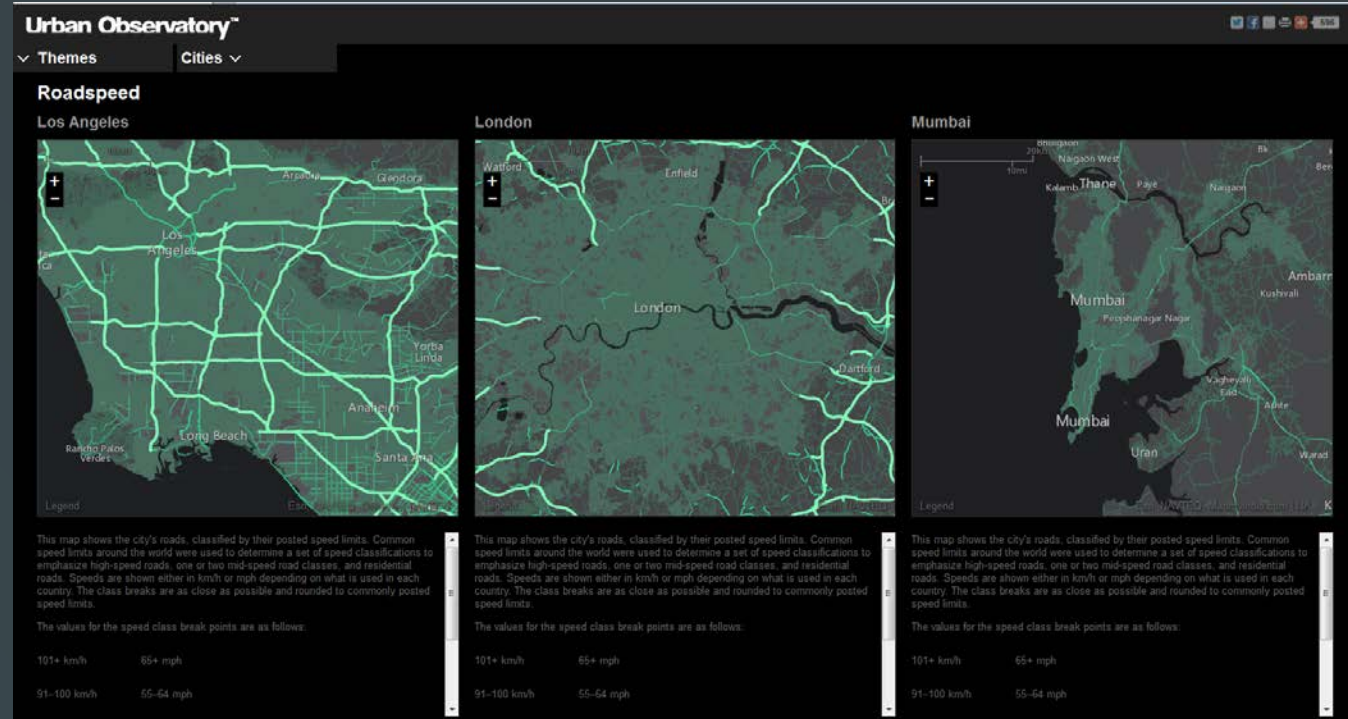 Urban Observatory™
596
Themes
Cities
Roadspeed
Los Angeles
London
Mumbai
+
−
Arcadia
Glendora
Los
Angeles
Yorba
Linda
Anaheim
Long Beach
Rancho Palos
Verdes
Santa Ana
Legend
+
−
Watford
Enfield
London
Dartford
Legend
+
−
20km
10mi
Bhiisgaon
Naigaon West
Kalamb
Thane
Paye
Naigaon
Mumbai
Pirojshanagar Nagar
Kushivali
Mumbai
Uran
Warad
Legend
This map shows the city's roads, classified by their posted speed limits. Common
speed limits around the world were used to determine a set of speed classifications to
emphasize high-speed roads, one or two mid-speed road classes, and residential
roads. Speeds are shown either in km/h or mph depending on what is used in each
country. The class breaks are as close as possible and rounded to commonly posted
speed limits.
The values for the speed class break points are as follows:
101+ km/h 65+ mph
91–100 km/h 55–64 mph
This map shows the city's roads, classified by their posted speed limits. Common
speed limits around the world were used to determine a set of speed classifications to
emphasize high-speed roads, one or two mid-speed road classes, and residential
roads. Speeds are shown either in km/h or mph depending on what is used in each
country. The class breaks are as close as possible and rounded to commonly posted
speed limits.
The values for the speed class break points are as follows:
101+ km/h 65+ mph
91–100 km/h 55–64 mph
This map shows the city's roads, classified by their posted speed limits. Common
speed limits around the world were used to determine a set of speed classifications to
emphasize high-speed roads, one or two mid-speed road classes, and residential
roads. Speeds are shown either in km/h or mph depending on what is used in each
country. The class breaks are as close as possible and rounded to commonly posted
speed limits.
The values for the speed class break points are as follows:
101+ km/h 65+ mph
91–100 km/h 55–64 mph